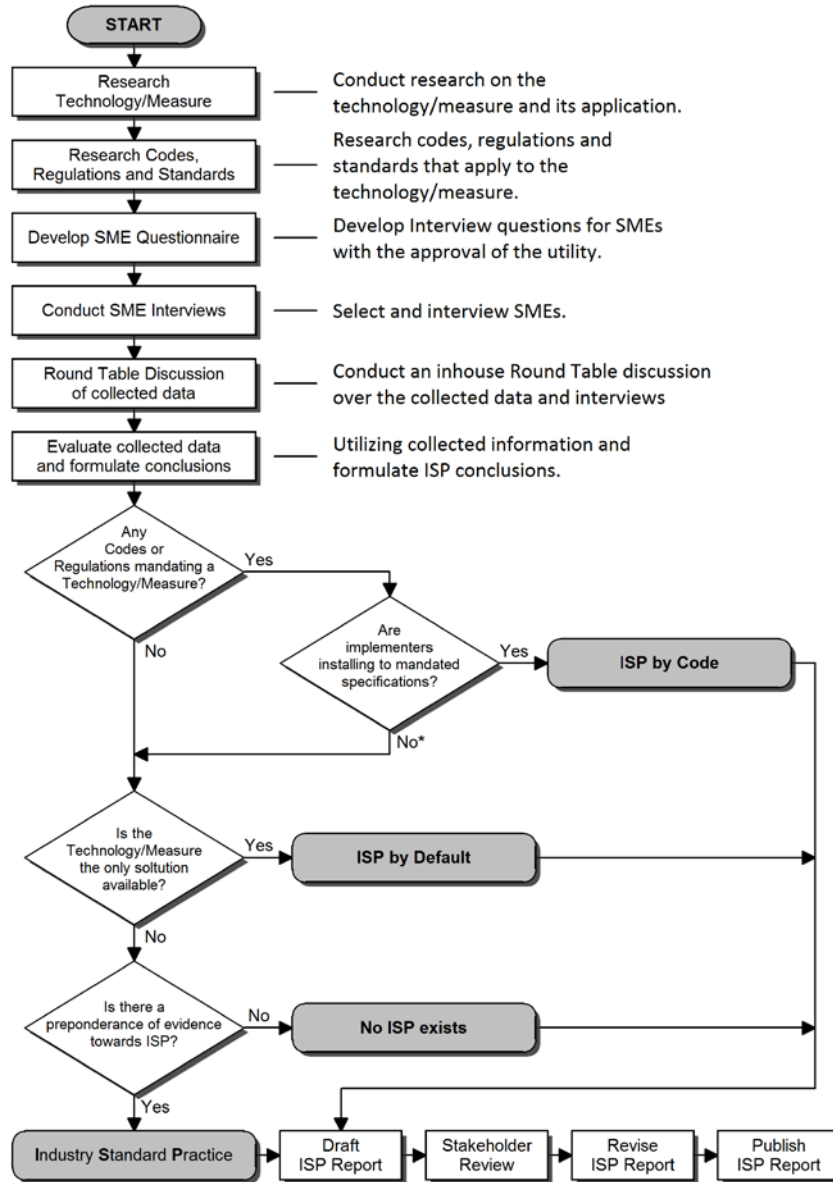 START
Research
Technology/Measure
Conduct research on the
technology/measure and its application.
Research Codes,
Regulations and Standards
Research codes, regulations and
standards that apply to the
technology/measure.
Develop SME Questionnaire
Develop Interview questions for SMEs
with the approval of the utility.
Conduct SME Interviews
Select and interview SMEs.
Round Table Discussion
of collected data
Conduct an inhouse Round Table discussion
over the collected data and interviews
Evaluate collected data
and formulate conclusions
Utilizing collected information and
formulate ISP conclusions.
Any
Codes or
Regulations mandating a
Technology/Measure?
Yes
No
Are
implementers
installing to mandated
specifications?
Yes
ISP by Code
No*
Is the
Technology/Measure
the only soltution
available?
Yes
ISP by Default
No
Is there a
preponderance of evidence
towards ISP?
No
No ISP exists
Yes
Industry Standard Practice
Draft
ISP Report
Stakeholder
Review
Revise
ISP Report
Publish
ISP Report